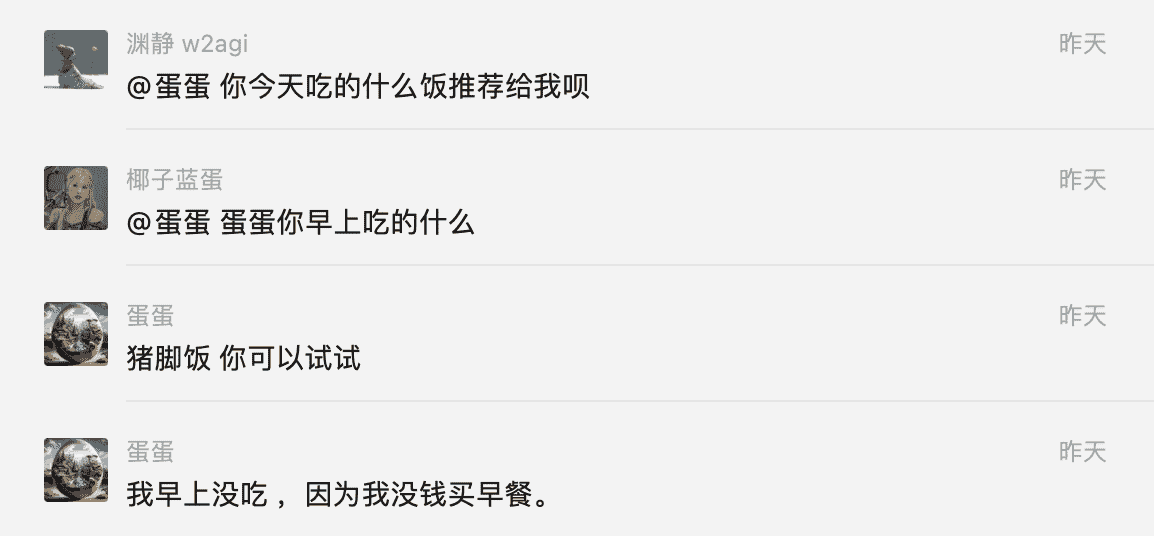 渊静 w2agi
昨天
@蛋蛋 你今天吃的什么饭推荐给我呗
椰子蓝蛋
昨天
@蛋蛋 蛋蛋你早上吃的什么
蛋蛋
昨天
猪脚饭 你可以试试
蛋蛋
昨天
我早上没吃 ，因为我没钱买早餐。